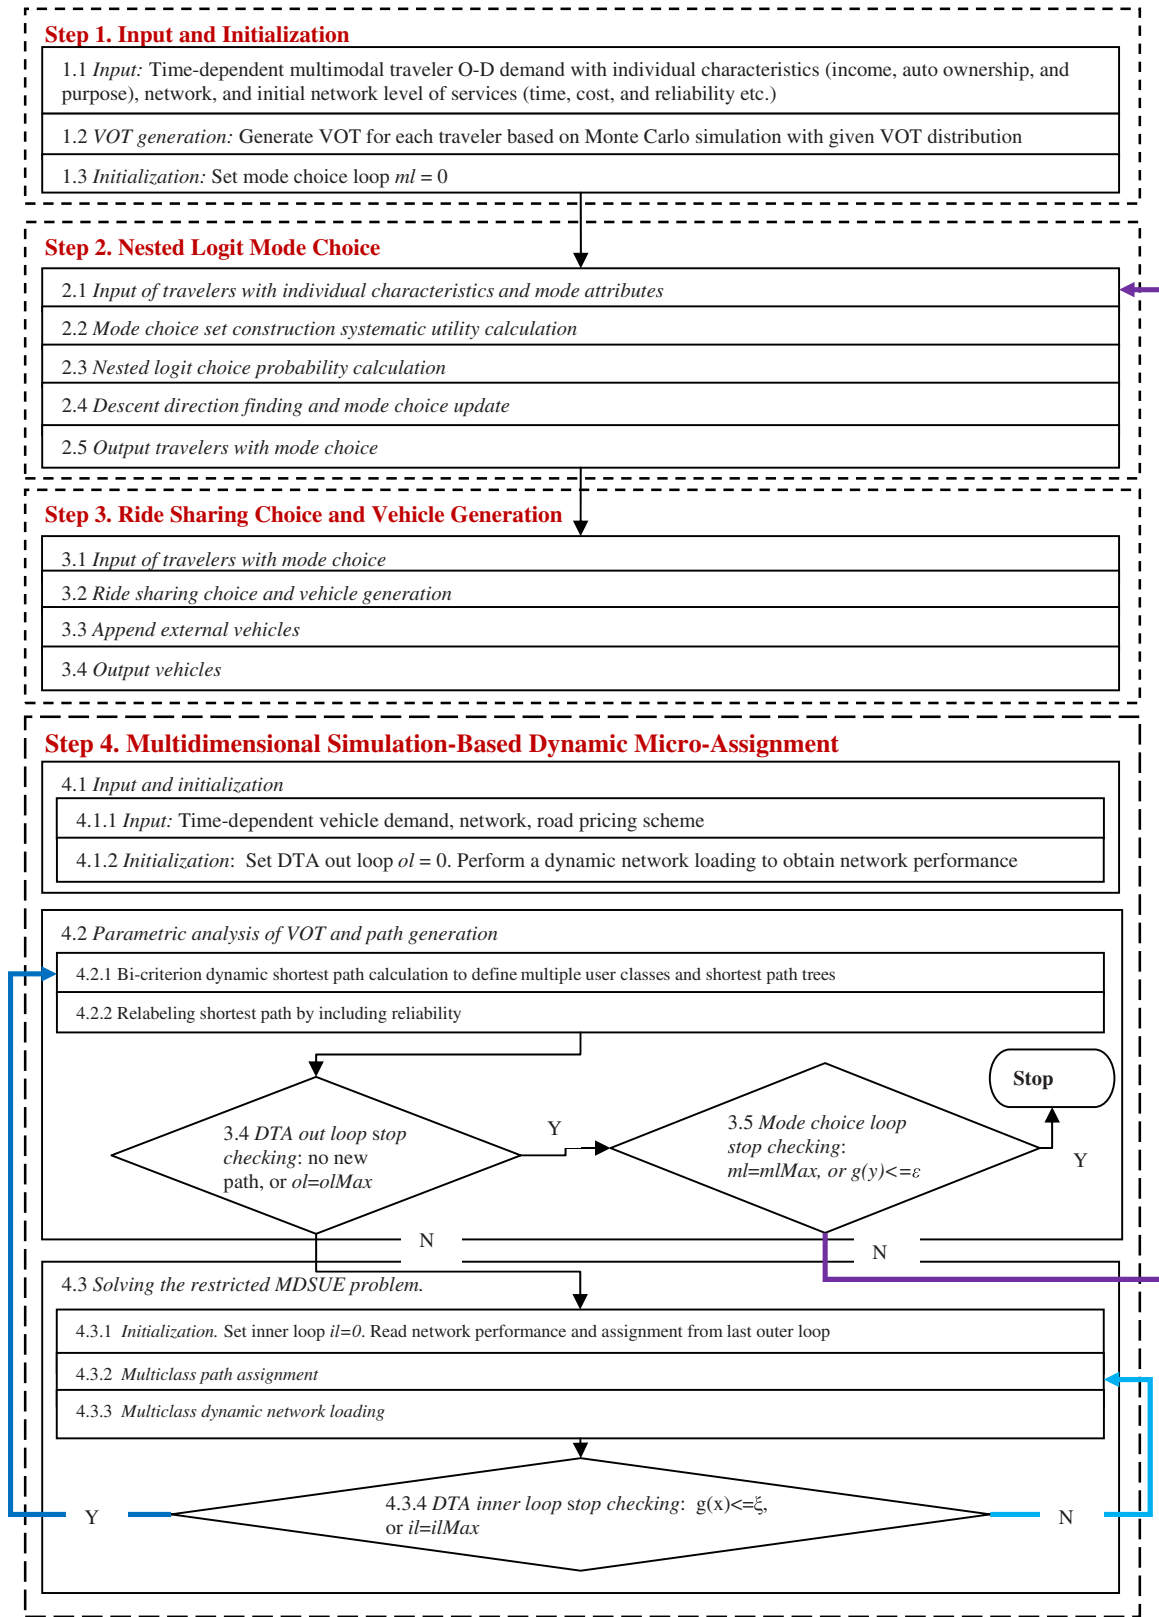 Step 1. Input and Initialization
1.1 Input: Time-dependent multimodal traveler O-D demand with individual characteristics (income, auto ownership, and
purpose), network, and initial network level of services (time, cost, and reliability etc.)
1.2 VOT generation: Generate VOT for each traveler based on Monte Carlo simulation with given VOT distribution
1.3 Initialization: Set mode choice loop ml = 0
Step 2. Nested Logit Mode Choice
2.1 Input of travelers with individual characteristics and mode attributes
2.2 Mode choice set construction systematic utility calculation
2.3 Nested logit choice probability calculation
2.4 Descent direction finding and mode choice update
2.5 Output travelers with mode choice
Step 3. Ride Sharing Choice and Vehicle Generation
3.1 Input of travelers with mode choice
3.2 Ride sharing choice and vehicle generation
3.3 Append external vehicles
3.4 Output vehicles
Step 4. Multidimensional Simulation-Based Dynamic Micro-Assignment
4.1 Input and initialization
4.1.1 Input: Time-dependent vehicle demand, network, road pricing scheme
4.1.2 Initialization: Set DTA out loop ol = 0. Perform a dynamic network loading to obtain network performance
4.2 Parametric analysis of VOT and path generation
4.2.1 Bi-criterion dynamic shortest path calculation to define multiple user classes and shortest path trees
4.2.2 Relabeling shortest path by including reliability
3.4 DTA out loop stop
checking: no new
path, or ol=olMax
Y
3.5 Mode choice loop
stop checking:
ml=mlMax, or g(y)<=ε
Stop
Y
N
N
4.3 Solving the restricted MDSUE problem.
4.3.1 Initialization. Set inner loop il=0. Read network performance and assignment from last outer loop
4.3.2 Multiclass path assignment
4.3.3 Multiclass dynamic network loading
4.3.4 DTA inner loop stop checking: g(x)<=ξ,
or il=ilMax
Y
N